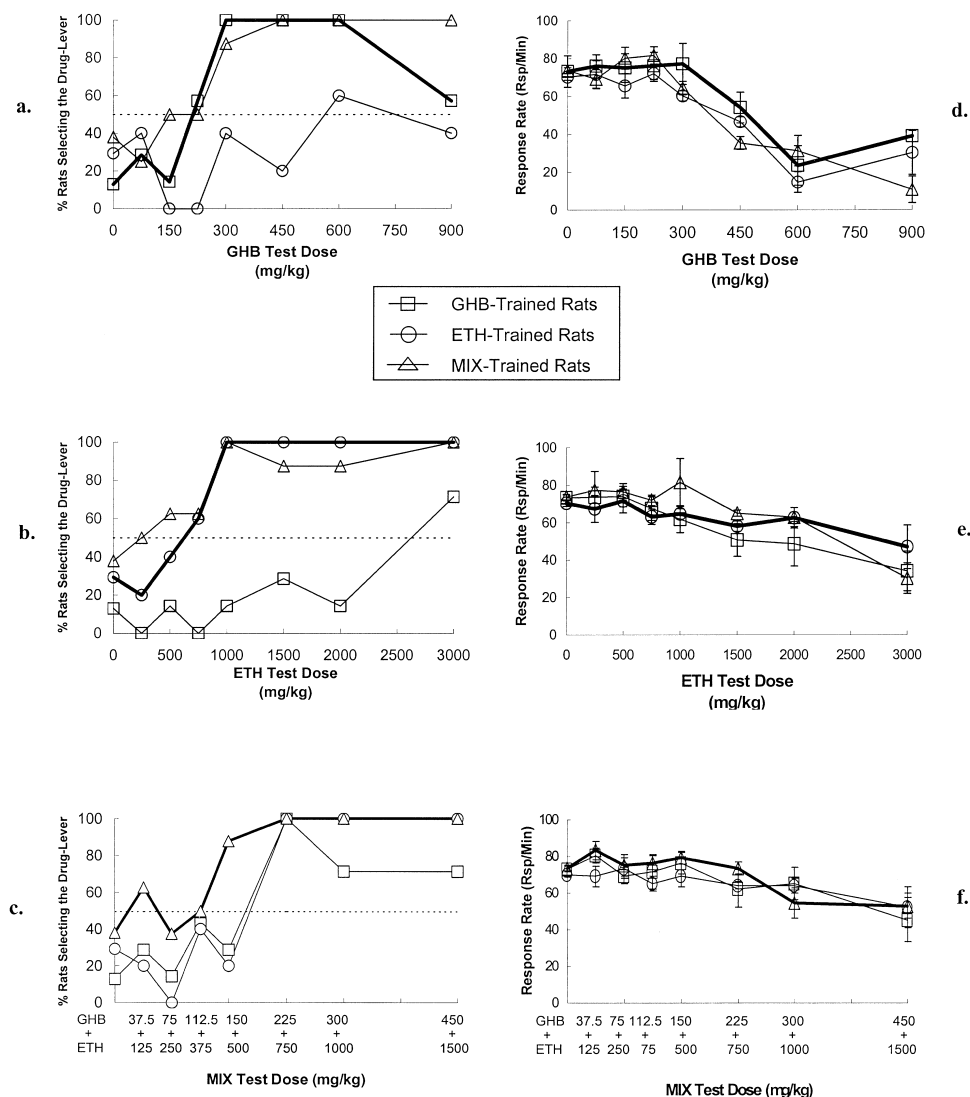 a.
% Rats Selecting the Drug-Lever
100
80
60
40
20
0
0 150 300 450 600 750 900
GHB Test Dose
(mg/kg)
d.
Response Rate (Rsp/Min)
100
80
60
40
20
0
0 150 300 450 600 750 900
GHB Test Dose
(mg/kg)
GHB-Trained Rats
ETH-Trained Rats
MIX-Trained Rats
b.
% Rats Selecting the Drug-Lever
100
80
60
40
20
0
0 500 1000 1500 2000 2500 3000
ETH Test Dose
(mg/kg)
e.
Response Rate (Rsp/Min)
100
80
60
40
20
0
0 500 1000 1500 2000 2500 3000
ETH Test Dose
(mg/kg)
c.
% Rats Selecting the Drug-Lever
100
80
60
40
20
0
GHB 37.5 75 112.5 150 225 300 450
+ + + + + + + +
ETH 125 250 375 500 750 1000 1500
MIX Test Dose (mg/kg)
f.
Response Rate (Rsp/Min)
100
80
60
40
20
0
GHB 37.5 75 112.5 150 225 300 450
+ + + + + + + +
ETH 125 250 75 500 750 1000 1500
MIX Test Dose (mg/kg)